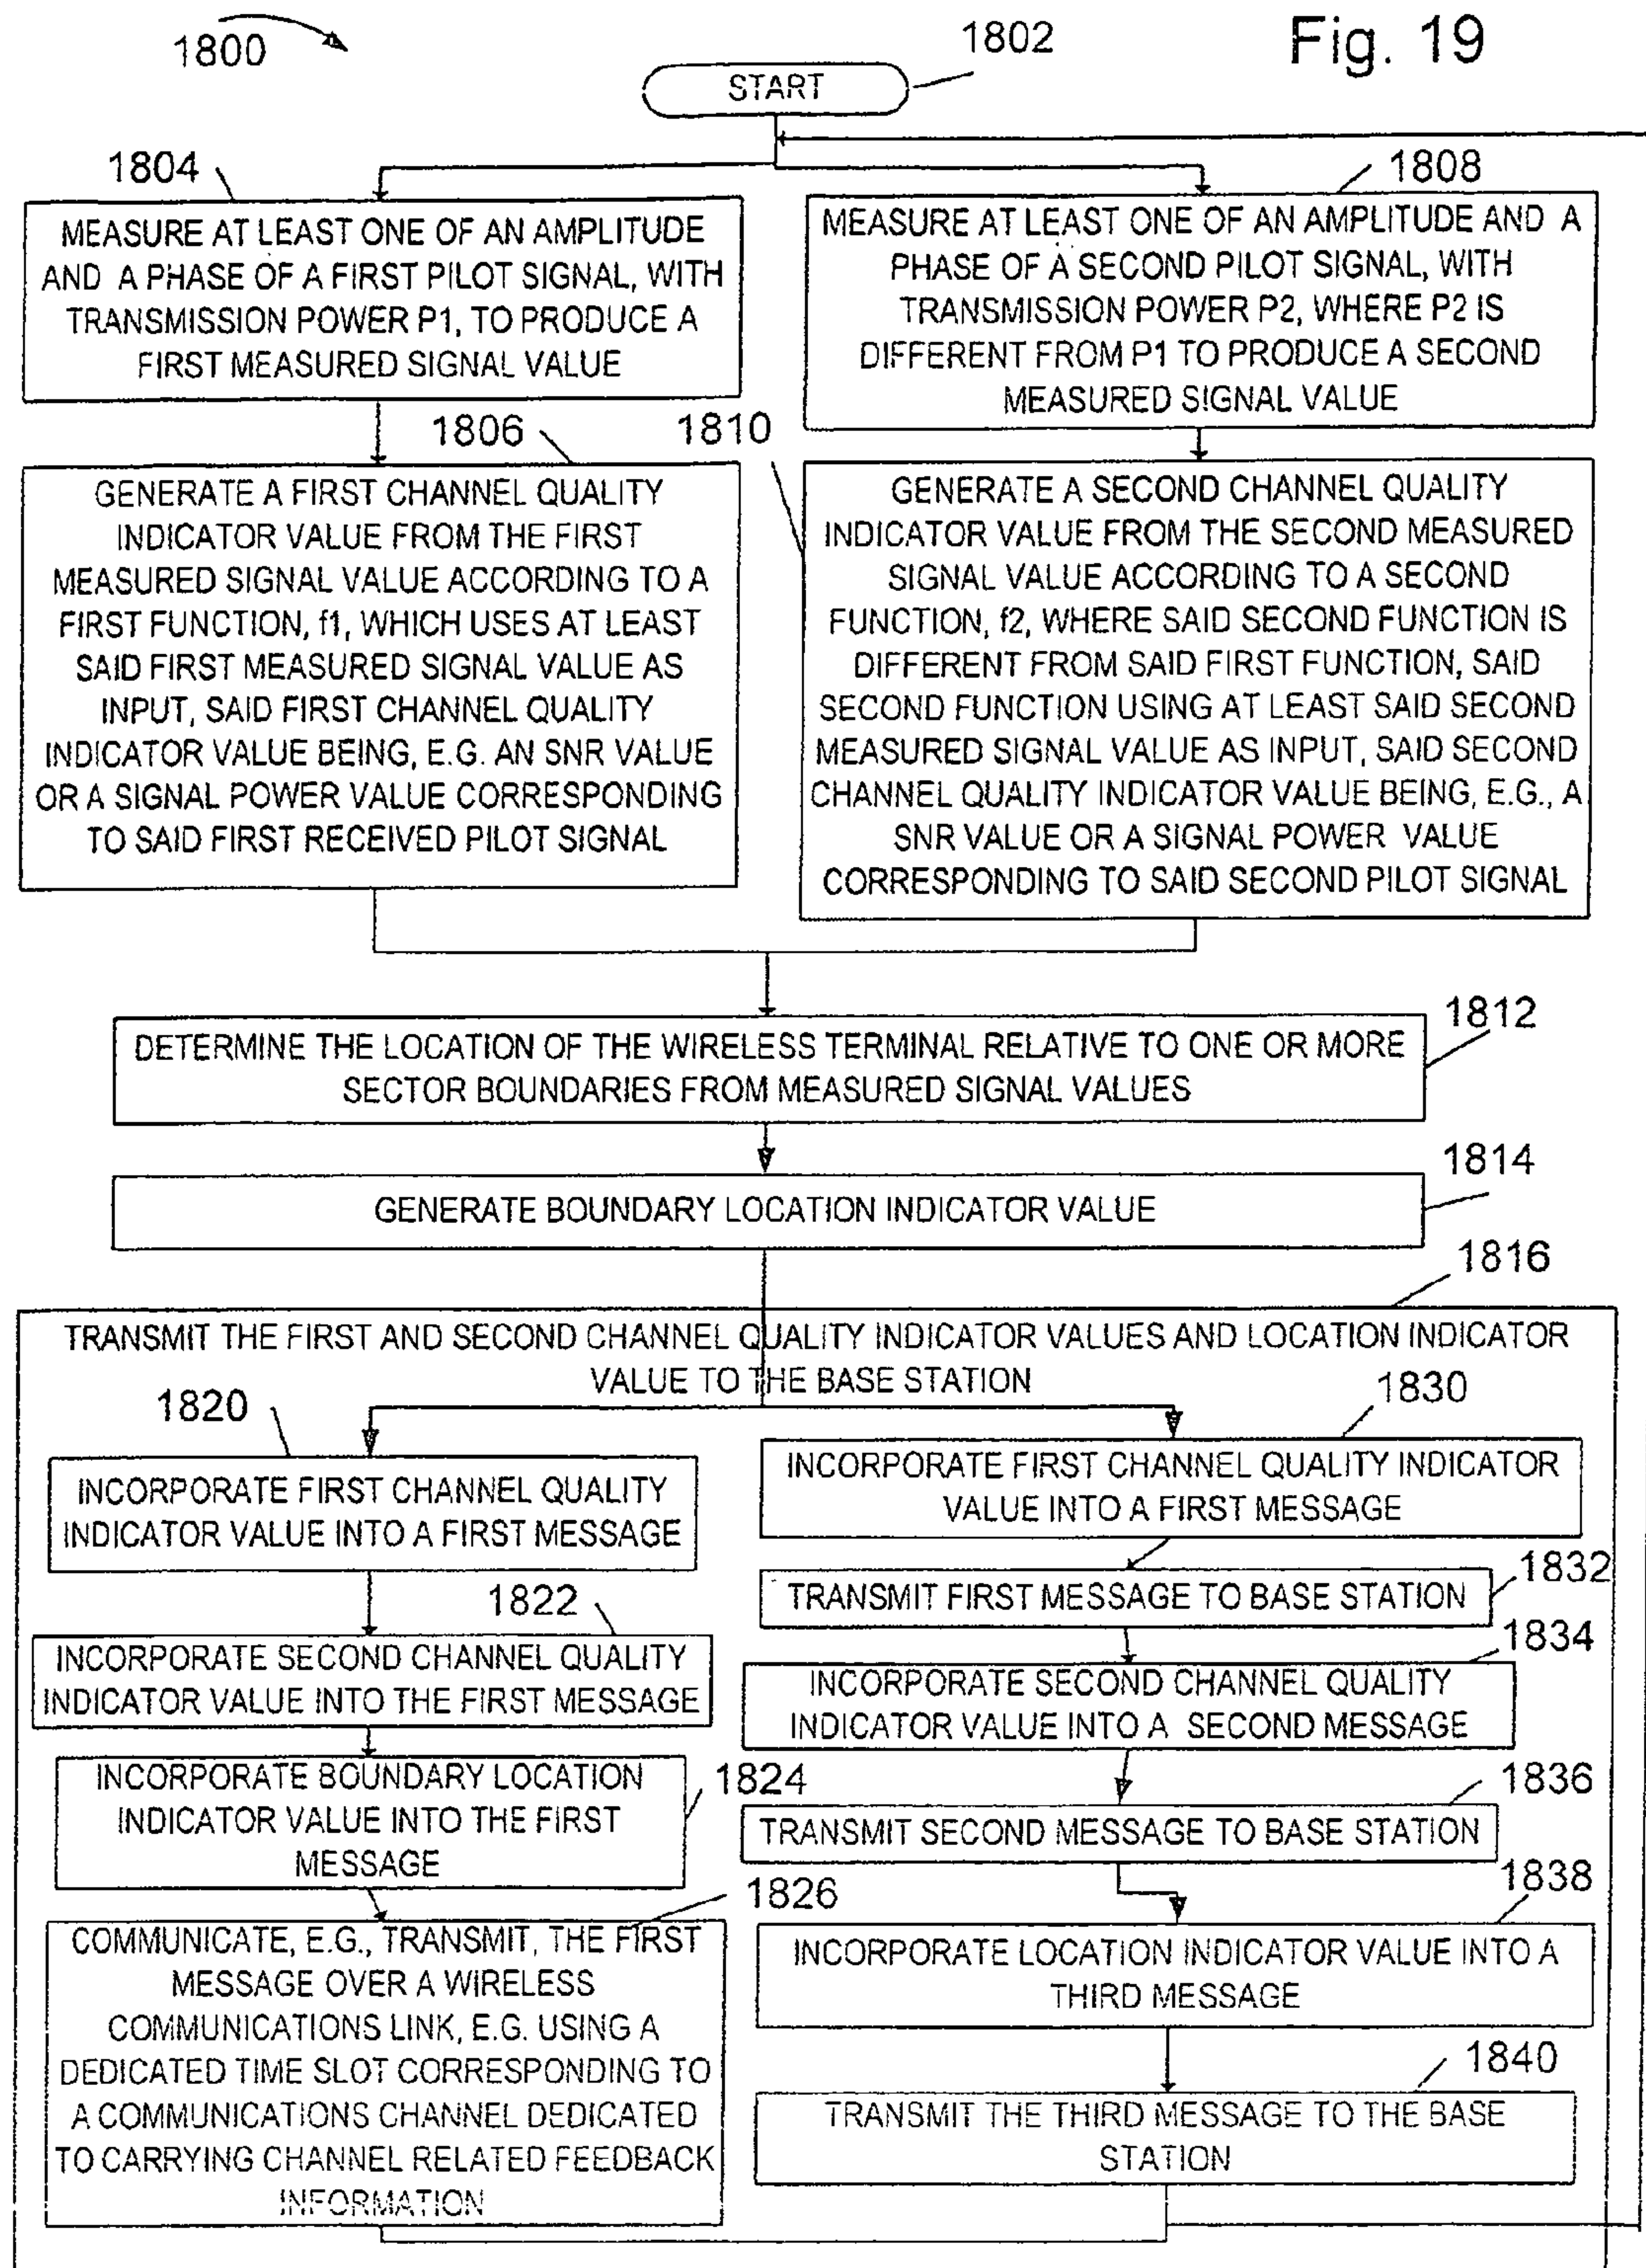 1800
1802
Fig. 19
START
1804
MEASURE AT LEAST ONE OF AN AMPLITUDE
AND A PHASE OF A FIRST PILOT SIGNAL, WITH
TRANSMISSION POWER P1, TO PRODUCE A
FIRST MEASURED SIGNAL VALUE
1808
MEASURE AT LEAST ONE OF AN AMPLITUDE AND A
PHASE OF A SECOND PILOT SIGNAL, WITH
TRANSMISSION POWER P2, WHERE P2 IS
DIFFERENT FROM P1 TO PRODUCE A SECOND
MEASURED SIGNAL VALUE
1806
GENERATE A FIRST CHANNEL QUALITY
INDICATOR VALUE FROM THE FIRST
MEASURED SIGNAL VALUE ACCORDING TO A
FIRST FUNCTION, f1, WHICH USES AT LEAST
SAID FIRST MEASURED SIGNAL VALUE AS
INPUT, SAID FIRST CHANNEL QUALITY
INDICATOR VALUE BEING, E.G. AN SNR VALUE
OR A SIGNAL POWER VALUE CORRESPONDING
TO SAID FIRST RECEIVED PILOT SIGNAL
1810
GENERATE A SECOND CHANNEL QUALITY
INDICATOR VALUE FROM THE SECOND MEASURED
SIGNAL VALUE ACCORDING TO A SECOND
FUNCTION, f2, WHERE SAID SECOND FUNCTION IS
DIFFERENT FROM SAID FIRST FUNCTION, SAID
SECOND FUNCTION USING AT LEAST SAID SECOND
MEASURED SIGNAL VALUE AS INPUT, SAID SECOND
CHANNEL QUALITY INDICATOR VALUE BEING, E.G., A
SNR VALUE OR A SIGNAL POWER VALUE
CORRESPONDING TO SAID SECOND PILOT SIGNAL
1812
DETERMINE THE LOCATION OF THE WIRELESS TERMINAL RELATIVE TO ONE OR MORE
SECTOR BOUNDARIES FROM MEASURED SIGNAL VALUES
1814
GENERATE BOUNDARY LOCATION INDICATOR VALUE
1816
TRANSMIT THE FIRST AND SECOND CHANNEL QUALITY INDICATOR VALUES AND LOCATION INDICATOR
VALUE TO THE BASE STATION
1820
INCORPORATE FIRST CHANNEL QUALITY
INDICATOR VALUE INTO A FIRST MESSAGE
1822
INCORPORATE SECOND CHANNEL QUALITY
INDICATOR VALUE INTO THE FIRST MESSAGE
1824
INCORPORATE BOUNDARY LOCATION
INDICATOR VALUE INTO THE FIRST
MESSAGE
1826
COMMUNICATE, E.G., TRANSMIT, THE FIRST
MESSAGE OVER A WIRELESS
COMMUNICATIONS LINK, E.G. USING A
DEDICATED TIME SLOT CORRESPONDING TO
A COMMUNICATIONS CHANNEL DEDICATED
TO CARRYING CHANNEL RELATED FEEDBACK
INFORMATION
1830
INCORPORATE FIRST CHANNEL QUALITY INDICATOR
VALUE INTO A FIRST MESSAGE
1832
TRANSMIT FIRST MESSAGE TO BASE STATION
1834
INCORPORATE SECOND CHANNEL QUALITY
INDICATOR VALUE INTO A SECOND MESSAGE
1836
TRANSMIT SECOND MESSAGE TO BASE STATION
1838
INCORPORATE LOCATION INDICATOR VALUE INTO A
THIRD MESSAGE
1840
TRANSMIT THE THIRD MESSAGE TO THE BASE
STATION